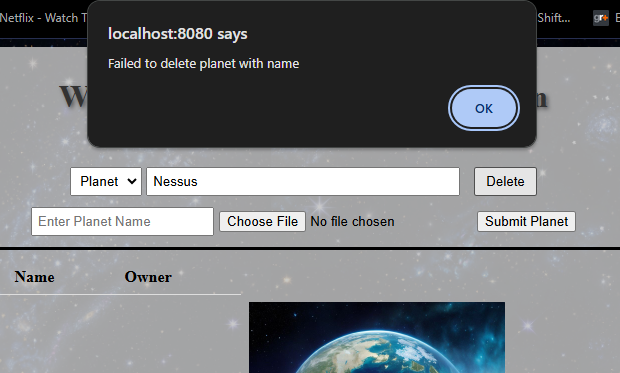 Netflix - Watch T
Shift...
gr+
localhost:8080 says
Failed to delete planet with name
OK
W
n
Planet
Nessus
Delete
Enter Planet Name
Choose File
No file chosen
Submit Planet
Name
Owner